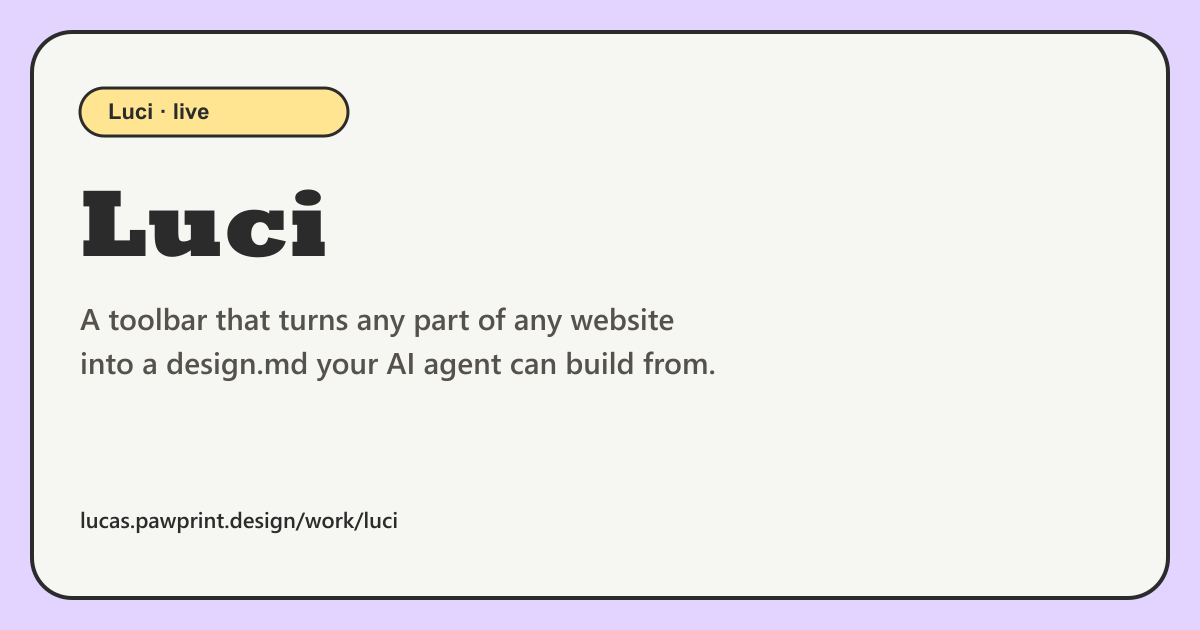 Luci · live
Luci
A toolbar that turns any part of any website
into a design.md your AI agent can build from.
lucas.pawprint.design/work/luci